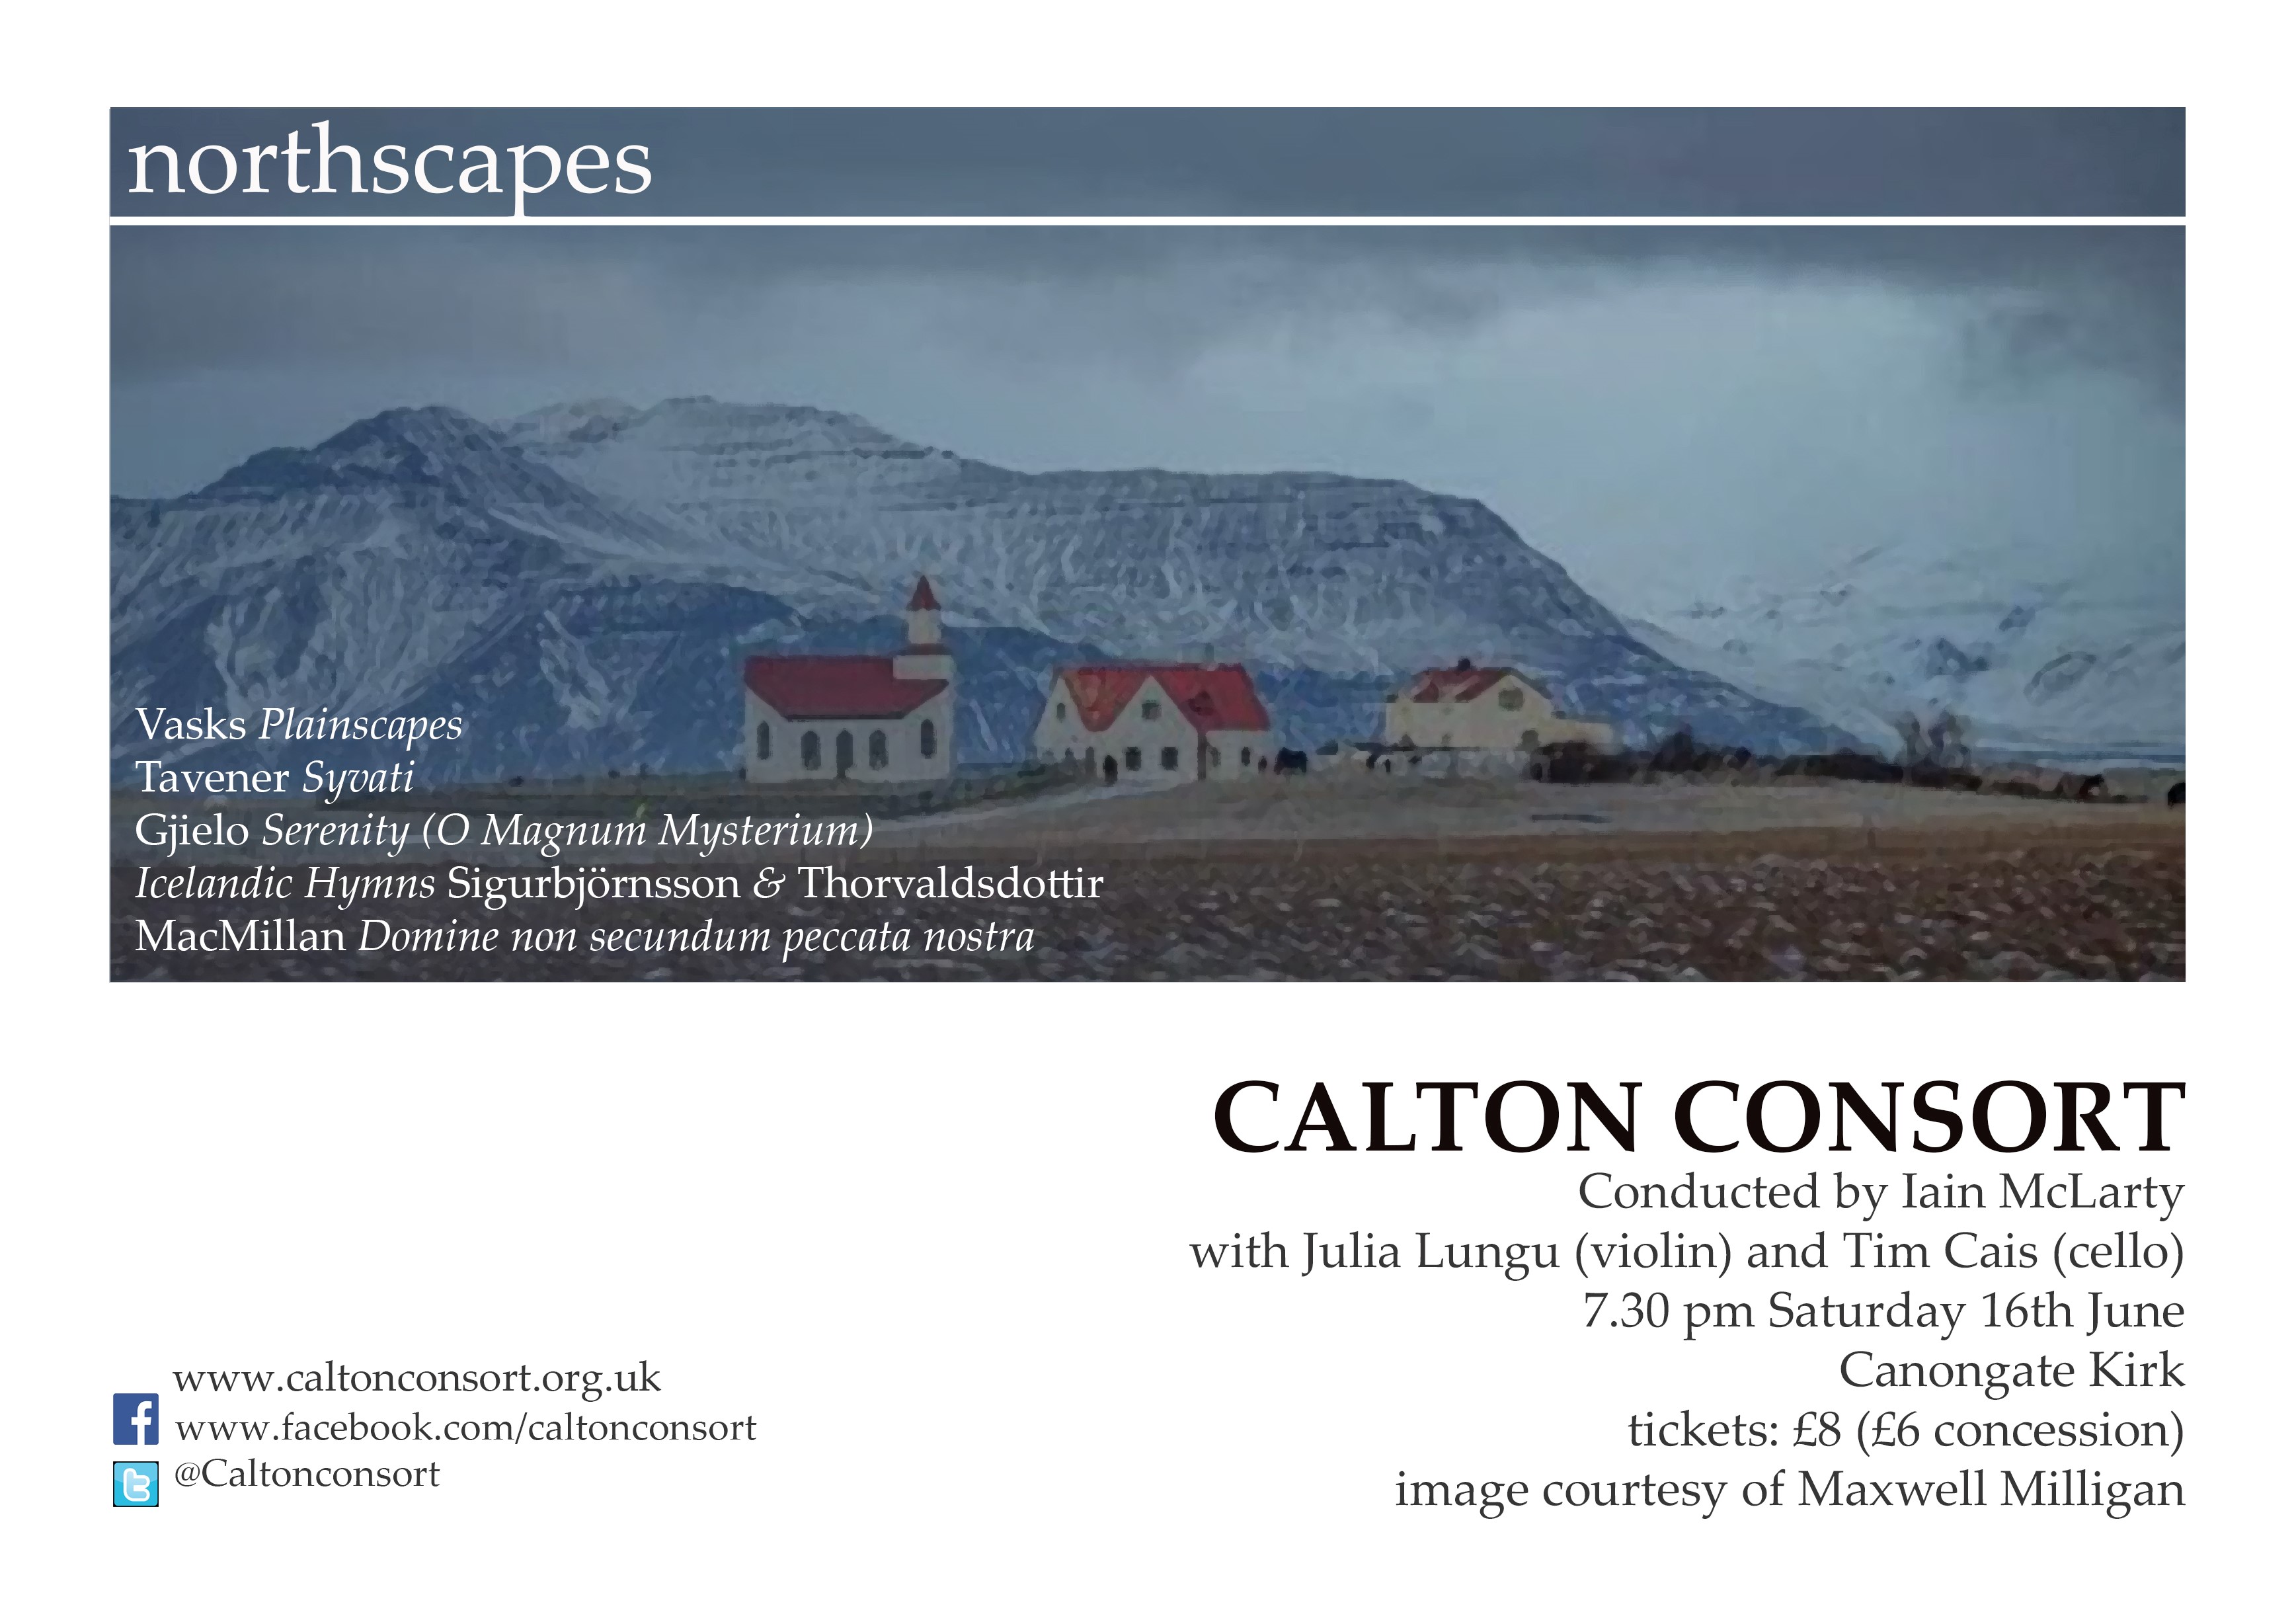 northscapes
Vasks Plainscapes
Tavener Syvati
Gjielo Serenity (O Magnum Mysterium)
Icelandic Hymns Sigurbjörnsson & Thorvaldsdottir
MacMillan Domine non secundum peccata nostra
CALTON CONSORT
Conducted by Iain McLarty
with Julia Lungu (violin) and Tim Cais (cello)
7.30 pm Saturday 16th June
Canongate Kirk
tickets: £8 (£6 concession)
image courtesy of Maxwell Milligan
www.caltonconsort.org.uk
www.facebook.com/caltonconsort
@Caltonconsort